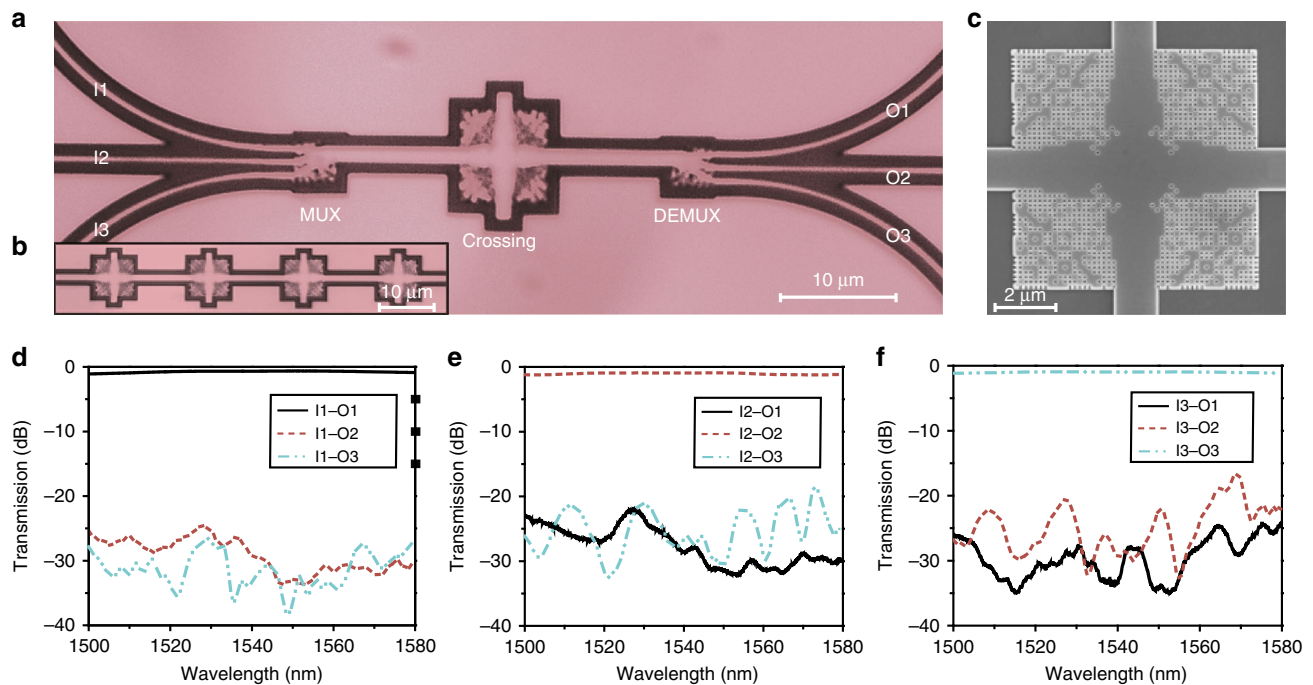 a
I1
I2
I3
MUX
Crossing
DEMUX
O1
O2
O3
10 μm
b
10 μm
c
2 μm
d
Transmission (dB)
0
–10
–20
–30
–40
1500
1520
1540
1560
1580
Wavelength (nm)
I1–O1
I1–O2
I1–O3
e
Transmission (dB)
0
–10
–20
–30
–40
1500
1520
1540
1560
1580
Wavelength (nm)
I2–O1
I2–O2
I2–O3
f
Transmission (dB)
0
–10
–20
–30
–40
1500
1520
1540
1560
1580
Wavelength (nm)
I3–O1
I3–O2
I3–O3